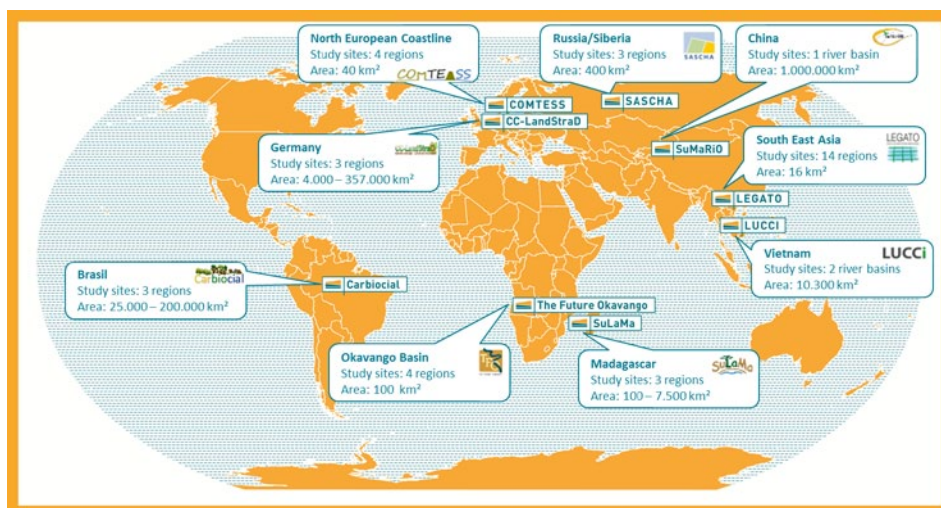 North European Coastline
Study sites: 4 regions
Area: 40 km²
COMTESS
Russia/Siberia
Study sites: 3 regions
Area: 400 km²
SASCHA
China
Study sites: 1 river basin
Area: 1.000.000 km²
COMTESS
SASCHA
CC-LandStraD
Germany
Study sites: 3 regions
Area: 4.000 – 357.000 km²
CC-LandStraD
SuMaRiO
South East Asia
Study sites: 14 regions
Area: 16 km²
LEGATO
LEGATO
LUCCI
Vietnam
Study sites: 2 river basins
Area: 10.300 km²
LUCCi
Brasil
Study sites: 3 regions
Area: 25.000 – 200.000 km²
Carbiocial
Carbiocial
The Future Okavango
SuLaMa
Okavango Basin
Study sites: 4 regions
Area: 100 km²
Madagascar
Study sites: 3 regions
Area: 100 – 7.500 km²
SuLaMa